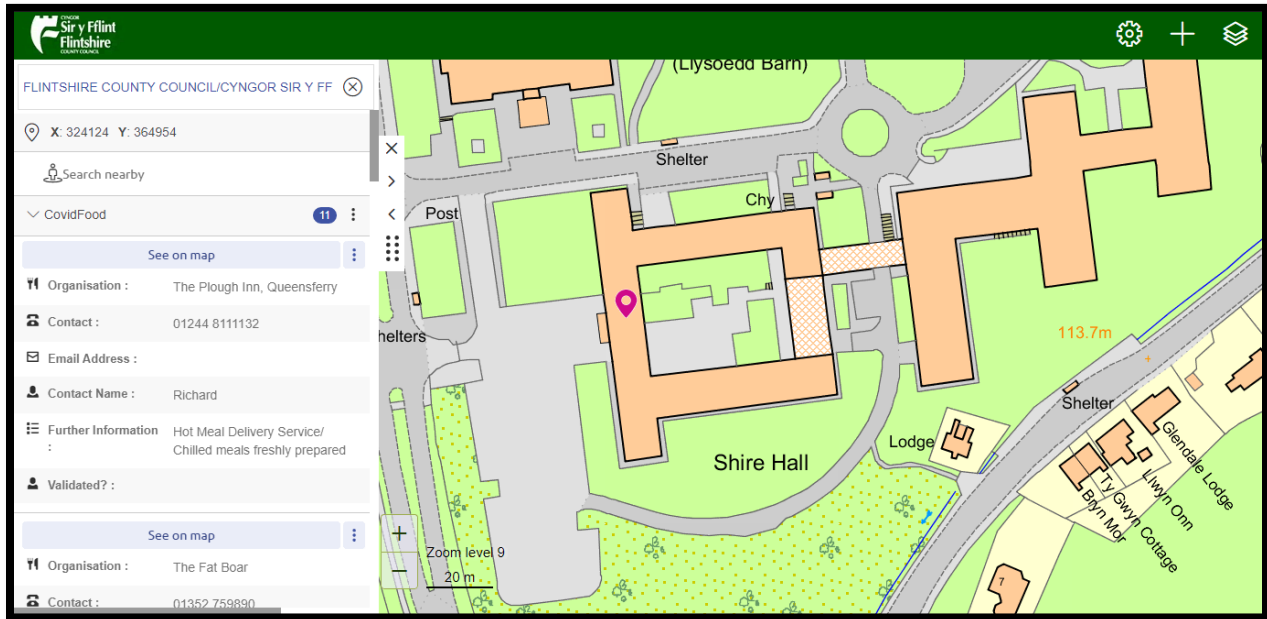 CYNGOR
Sir y Fflint
Flintshire
COUNTY COUNCIL
FLINTSHIRE COUNTY COUNCIL/CYNGOR SIR Y FF
X: 324124 Y: 364954
Search nearby
CovidFood
11
See on map
Organisation :
The Plough Inn, Queensferry
Contact :
01244 8111132
Email Address :
Contact Name :
Richard
Further Information
:
Hot Meal Delivery Service/
Chilled meals freshly prepared
Validated? :
See on map
Organisation :
The Fat Boar
Contact :
01352 759890
(Llysoedd Barn)
Shelter
Chy
Post
helters
113.7m
Shelter
Lodge
Shire Hall
Glendale Lodge
Llwyn Onn
Ty Gwyn Cottage
Bryn Mor
7
Zoom level 9
20 m